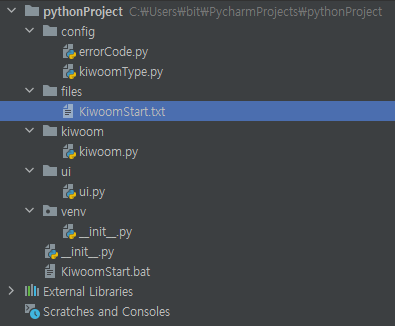 pythonProject C:₩Users₩bit₩PycharmProjects₩pythonProject
config
errorCode.py
kiwoomType.py
files
KiwoomStart.txt
kiwoom
kiwoom.py
ui
ui.py
venv
__init__.py
__init__.py
KiwoomStart.bat
External Libraries
Scratches and Consoles